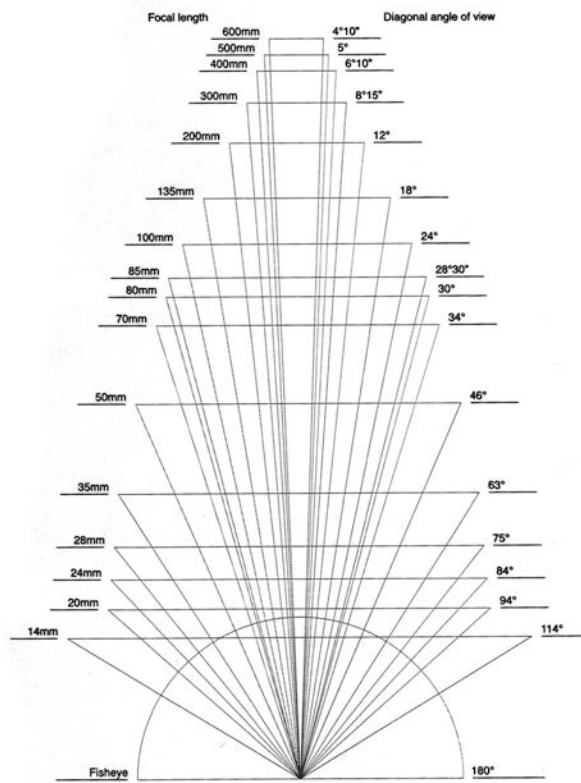 Focal length Diagonal angle of view
600mm 4°10"
500mm 5°
400mm 6°10"
300mm 8°15"
200mm 12°
135mm 18°
100mm 24°
85mm 28°30"
80mm 30°
70mm 34°
50mm 46°
35mm 63°
28mm 75°
24mm 84°
20mm 94°
14mm 114°
Fisheye 180°